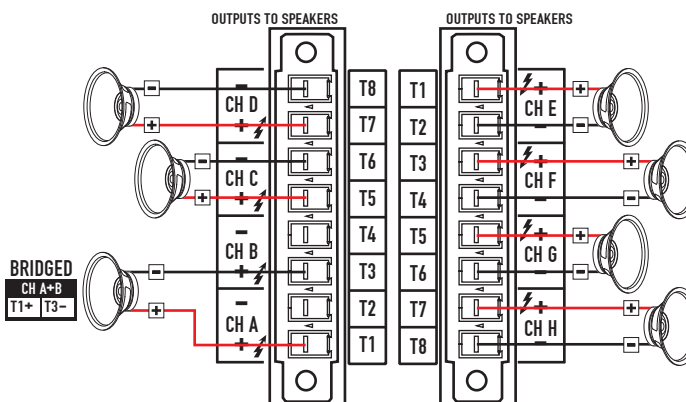 OUTPUTS TO SPEAKERS
OUTPUTS TO SPEAKERS
- - T8 T1 + +
CH D CH E
+ + T7 T2 - -
- - T6 T3 + +
CH C CH F
+ + T5 T4 - -
- T4 T5 + +
CH B CH G
- + T3 T6 - -
BRIDGED
CH A+B
T1+ T3-
- T2 T7 + +
CH A CH H
+ + T1 T8 - -